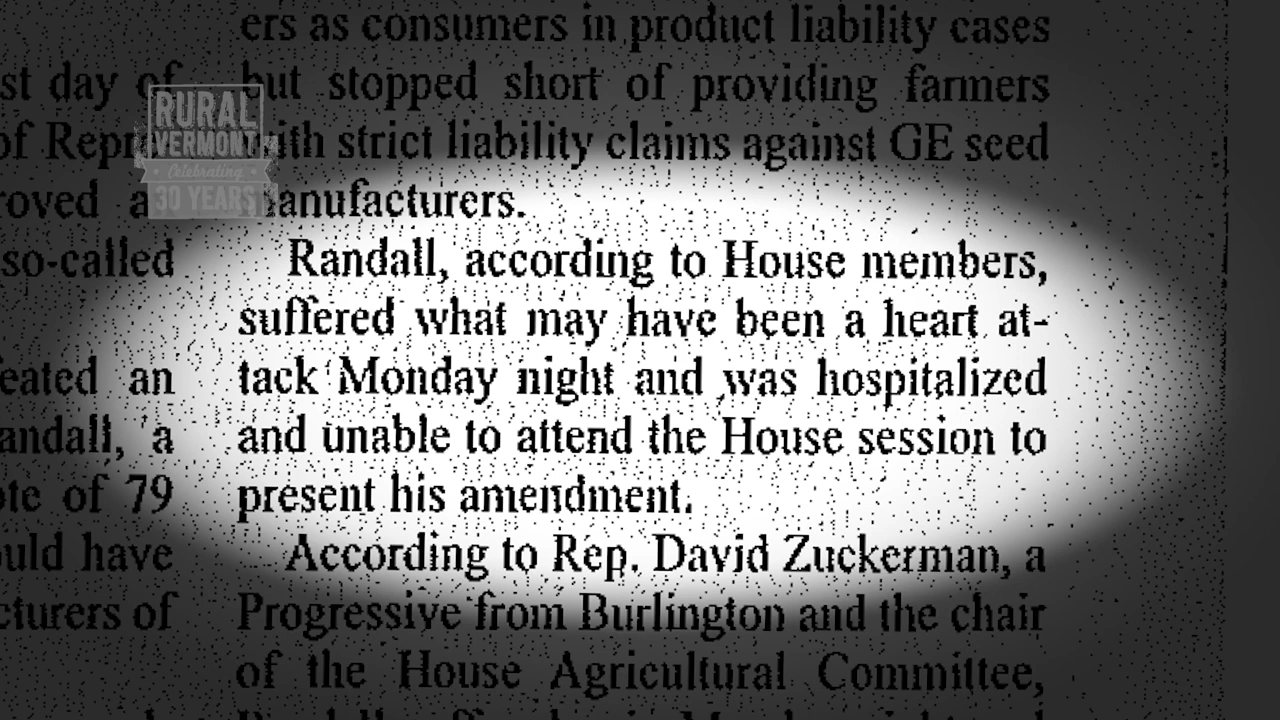 st day of
of Repr
roved a
so-called
eated an
andall, a
ote of 79
ould have
cturers of
ers as consumers in product liability cases
but stopped short of providing farmers
with strict liability claims against GE seed
manufacturers.
Randall, according to House members,
suffered what may have been a heart at-
tack Monday night and was hospitalized
and unable to attend the House session to
present his amendment.
According to Rep. David Zuckerman, a
Progressive from Burlington and the chair
of the House Agricultural Committee,
RURAL
VERMONT
Celebrating
30 YEARS